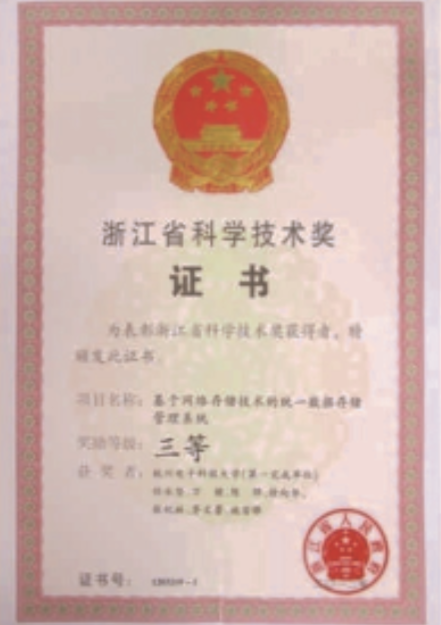 浙江省科学技术奖
证书
为表彰浙江省科学技术奖获得者，特
颁发此证书。
项目名称：基于网络存储技术的统一数据存储
管理系统
奖励等级：三等
获奖者：杭州电子科技大学(第一完成单位)
证书号：
浙江省人民政府